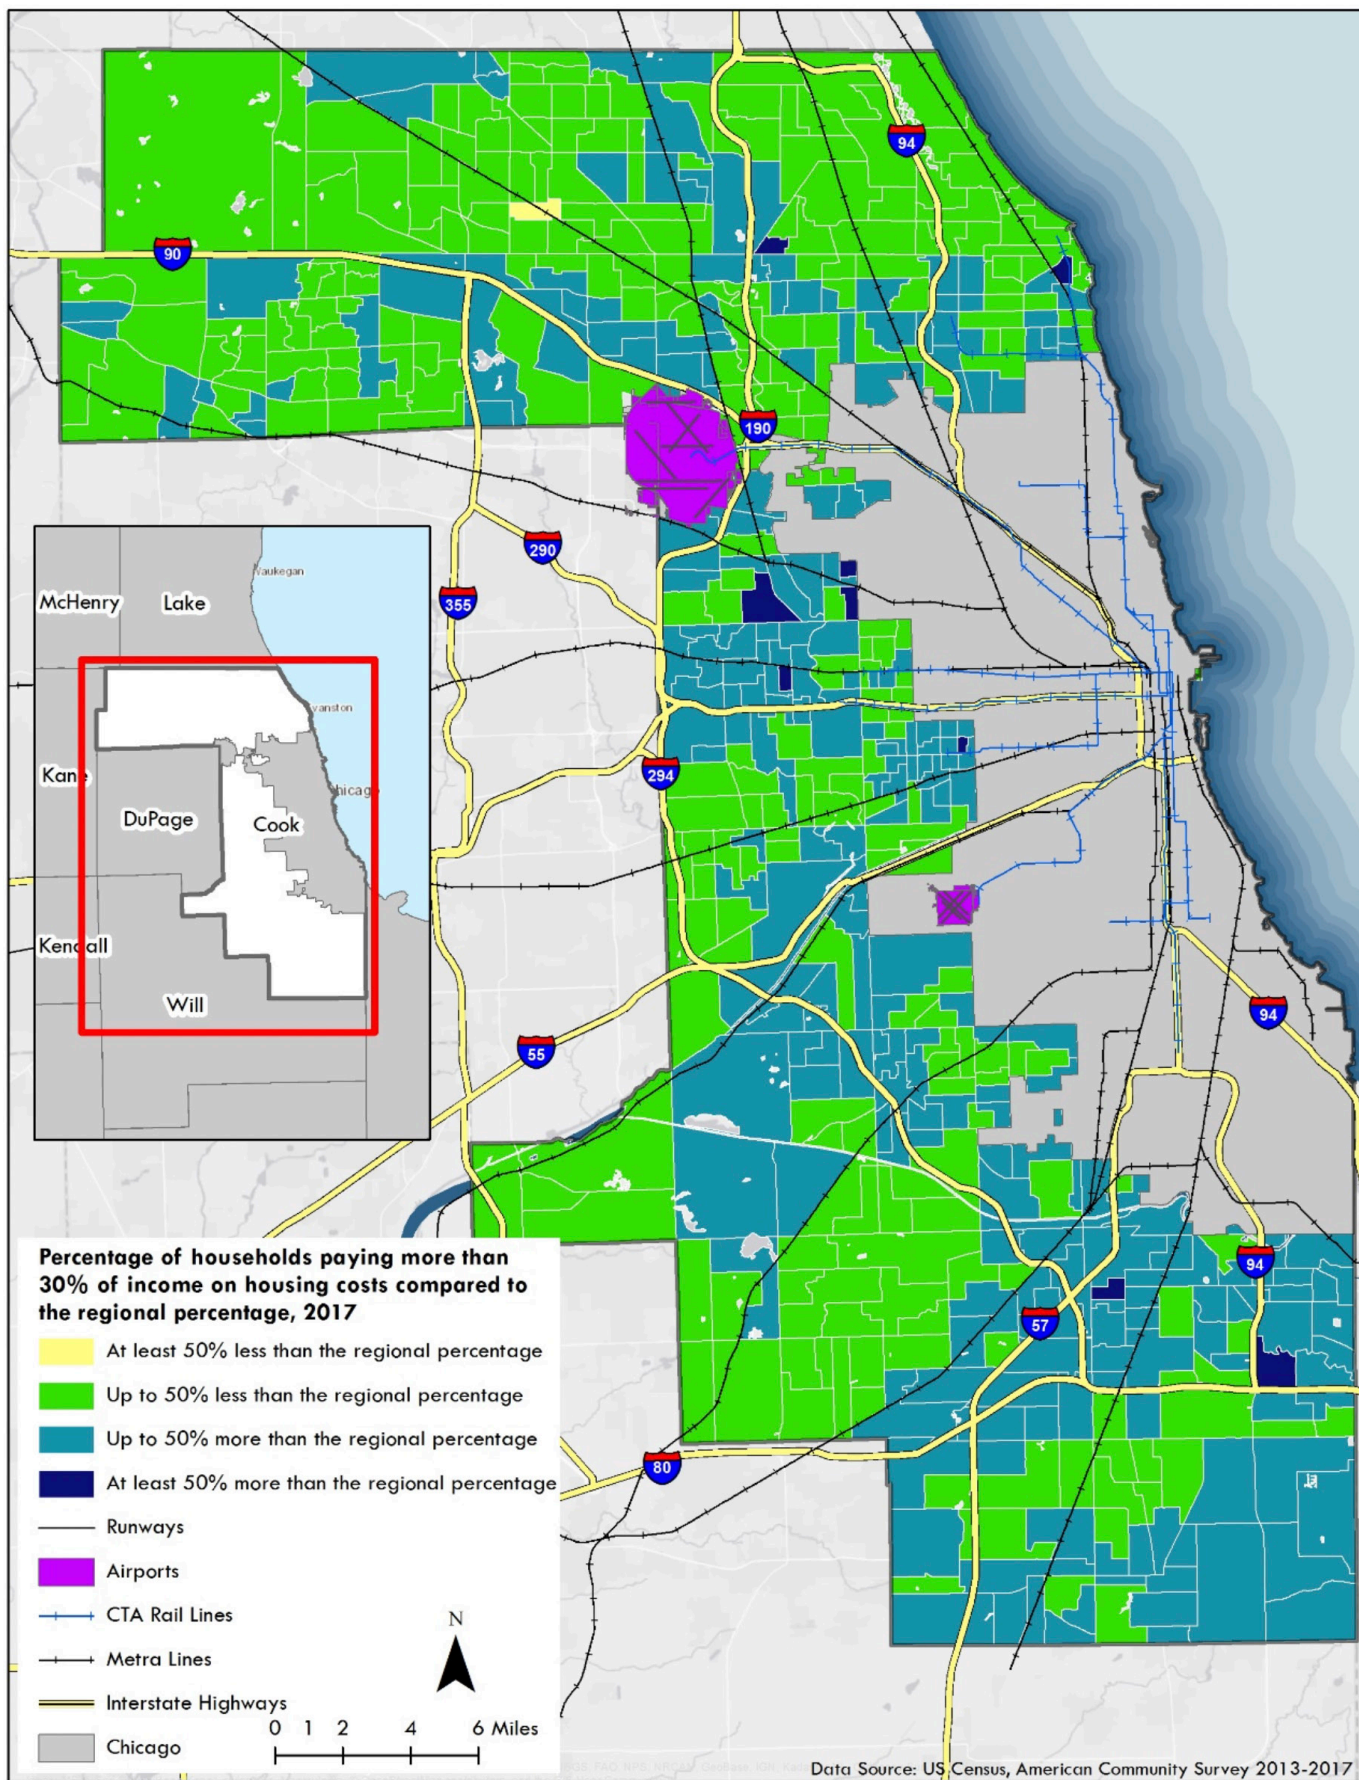 94
90
190
290
355
294
94
55
94
57
80
Waukegan
McHenry
Lake
Evanston
Kane
Chicago
DuPage
Cook
Kendall
Will
Percentage of households paying more than
30% of income on housing costs compared to
the regional percentage, 2017
At least 50% less than the regional percentage
Up to 50% less than the regional percentage
Up to 50% more than the regional percentage
At least 50% more than the regional percentage
Runways
Airports
CTA Rail Lines
Metra Lines
Interstate Highways
Chicago
N
0 1 2 4 6 Miles
Data Source: US Census, American Community Survey 2013-2017